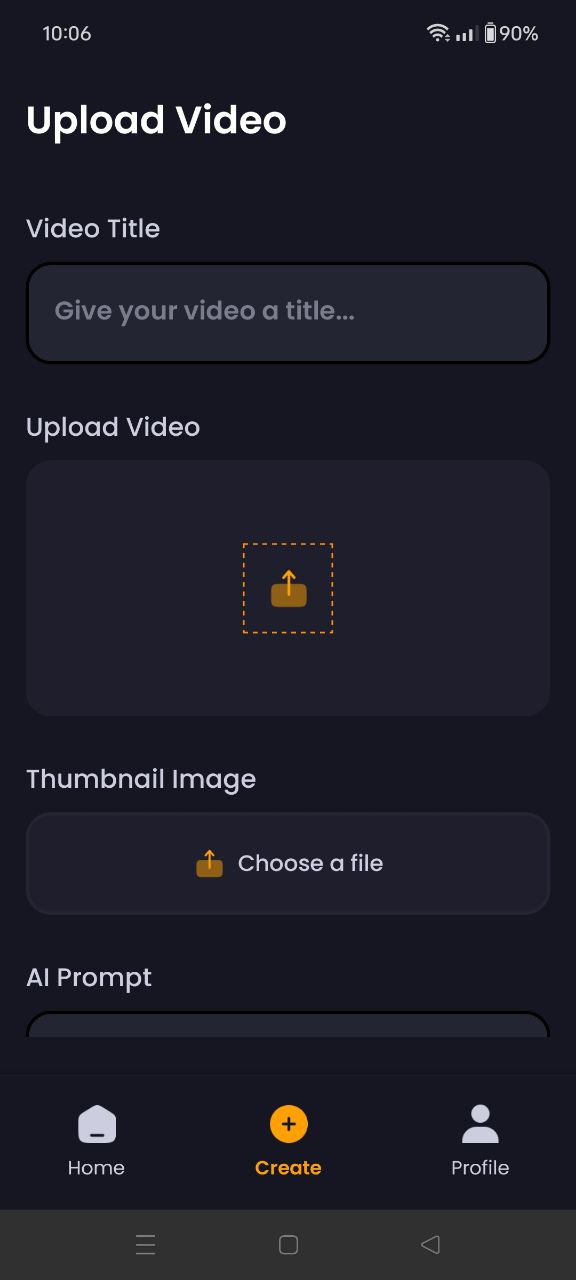 10:06
90%
Upload Video
Video Title
Give your video a title...
Upload Video
Thumbnail Image
Choose a file
AI Prompt
Home
Create
Profile